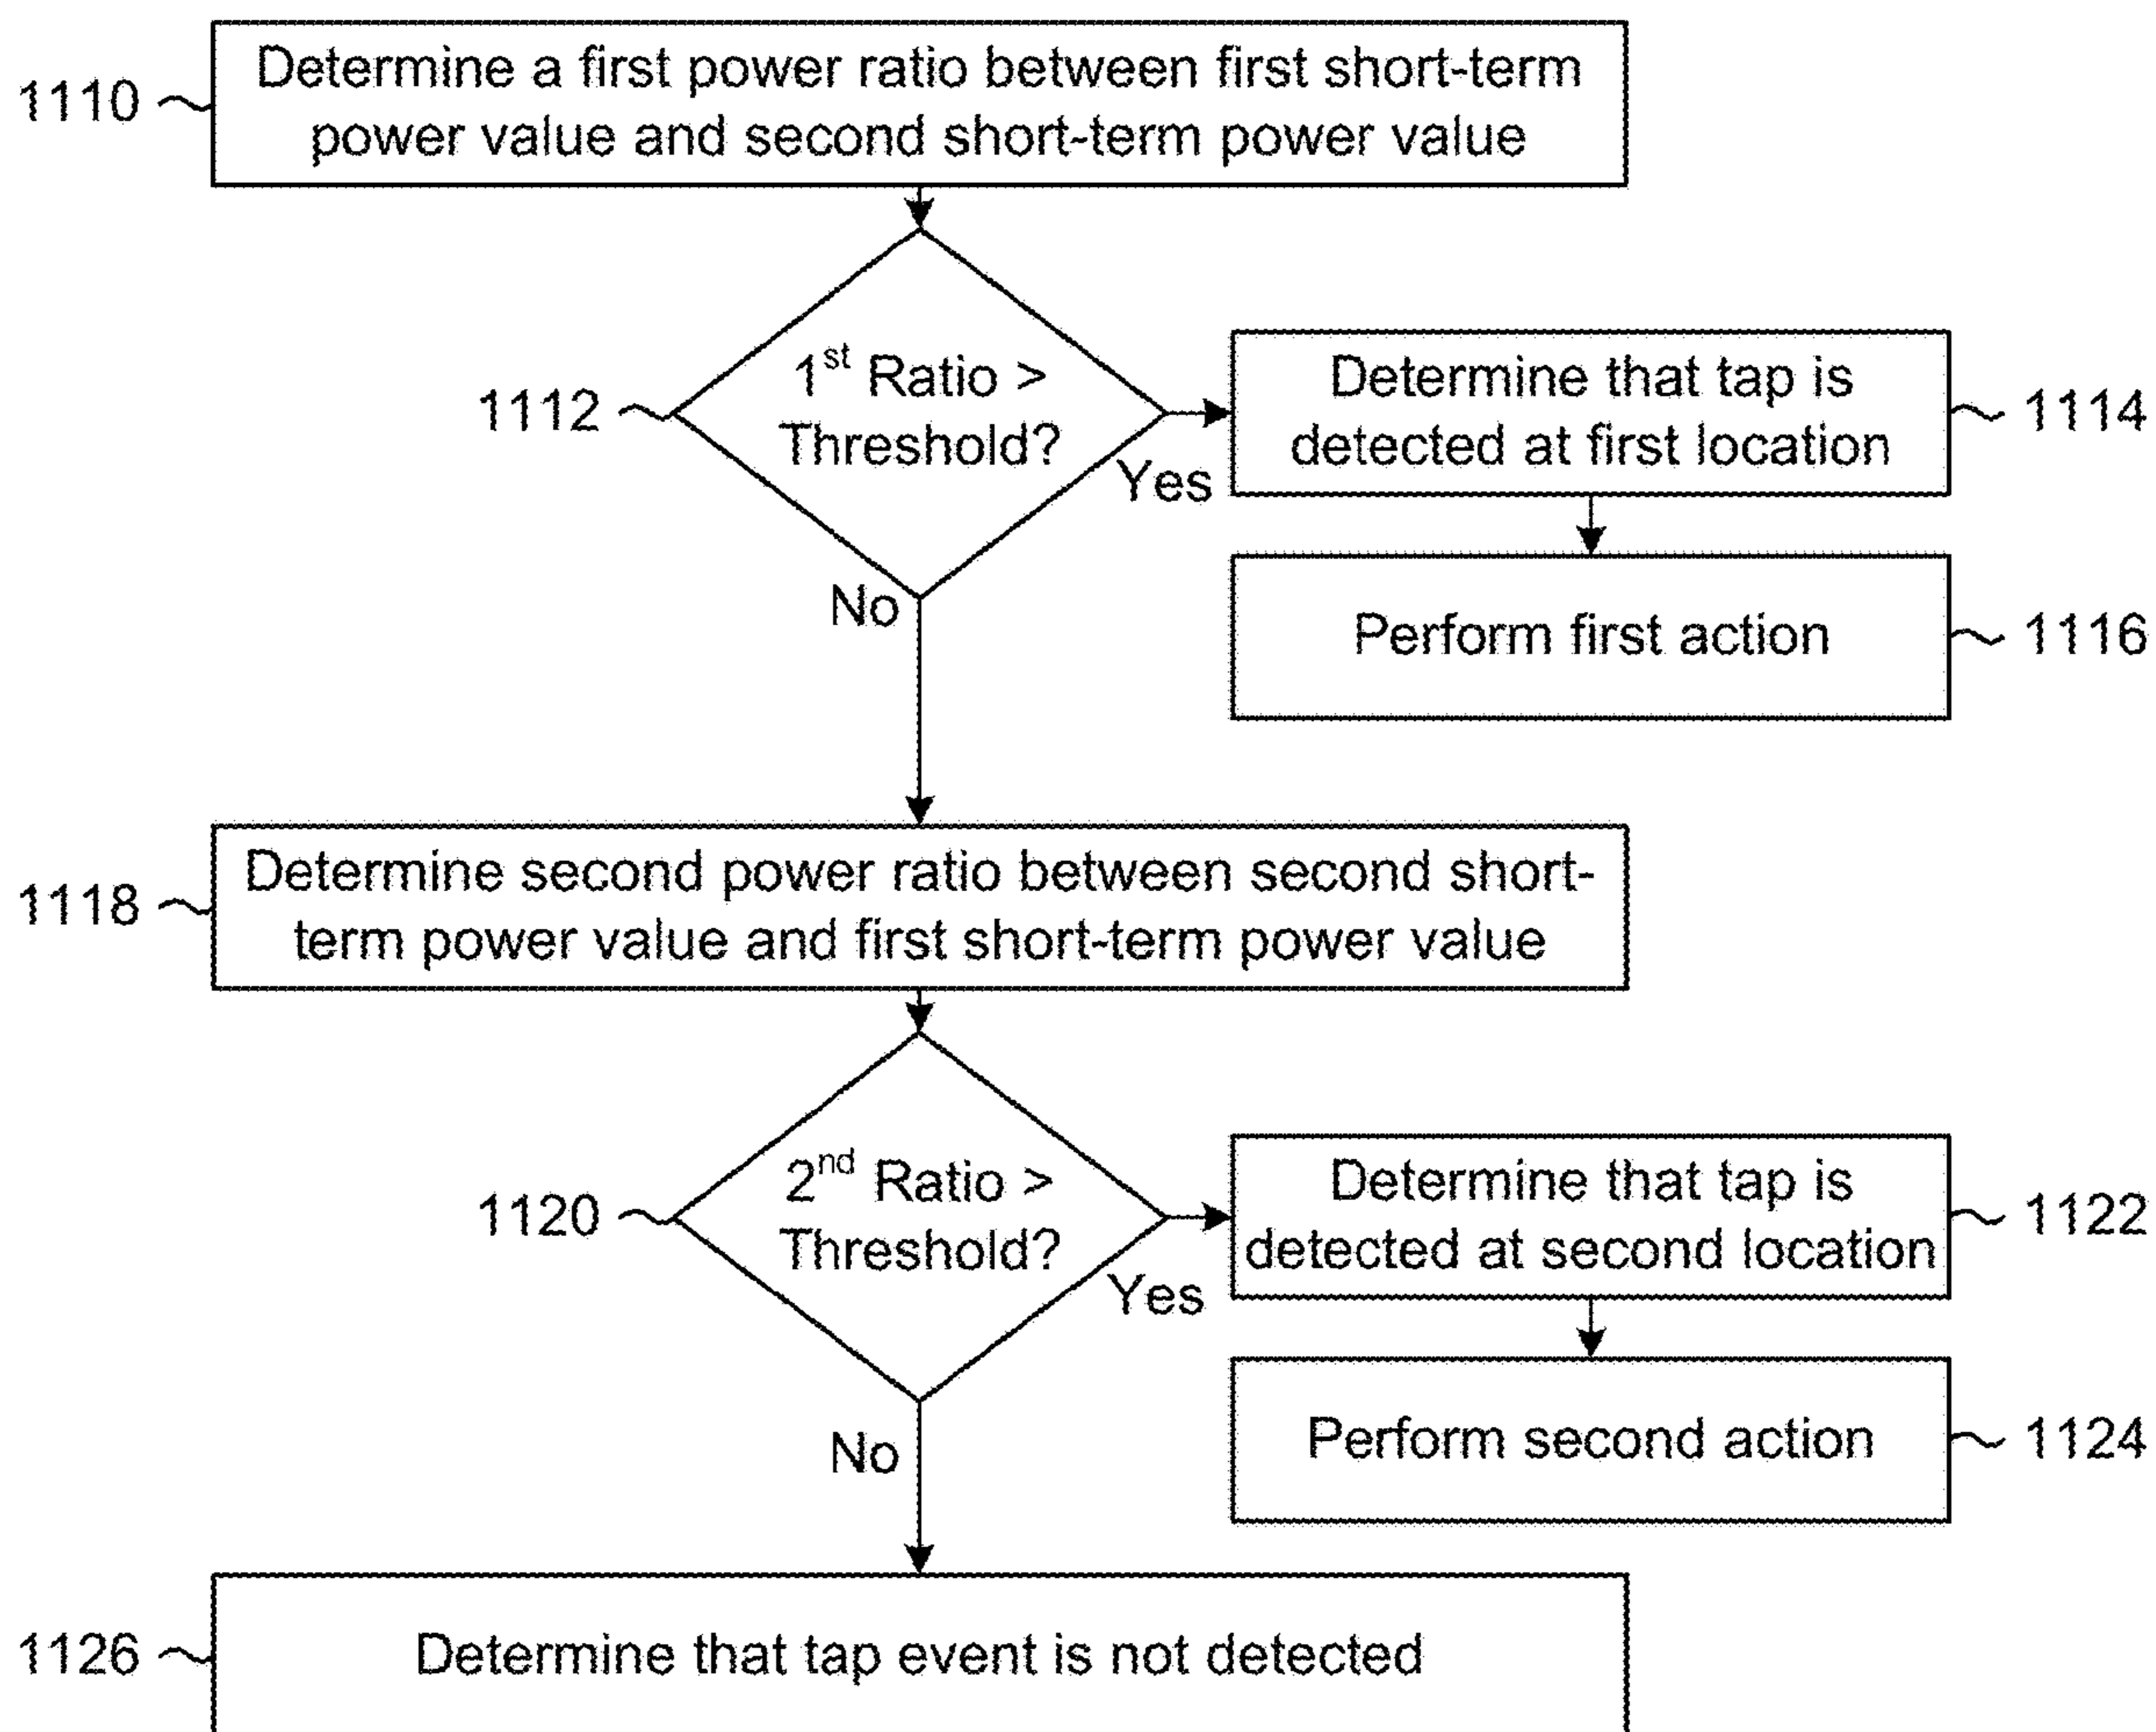 Determine a first power ratio between first short-term
power value and second short-term power value
1110
1st Ratio >
Threshold?
1112
Yes
No
Determine that tap is
detected at first location
1114
Perform first action
1116
Determine second power ratio between second short-
term power value and first short-term power value
1118
2nd Ratio >
Threshold?
1120
Yes
No
Determine that tap is
detected at second location
1122
Perform second action
1124
Determine that tap event is not detected
1126